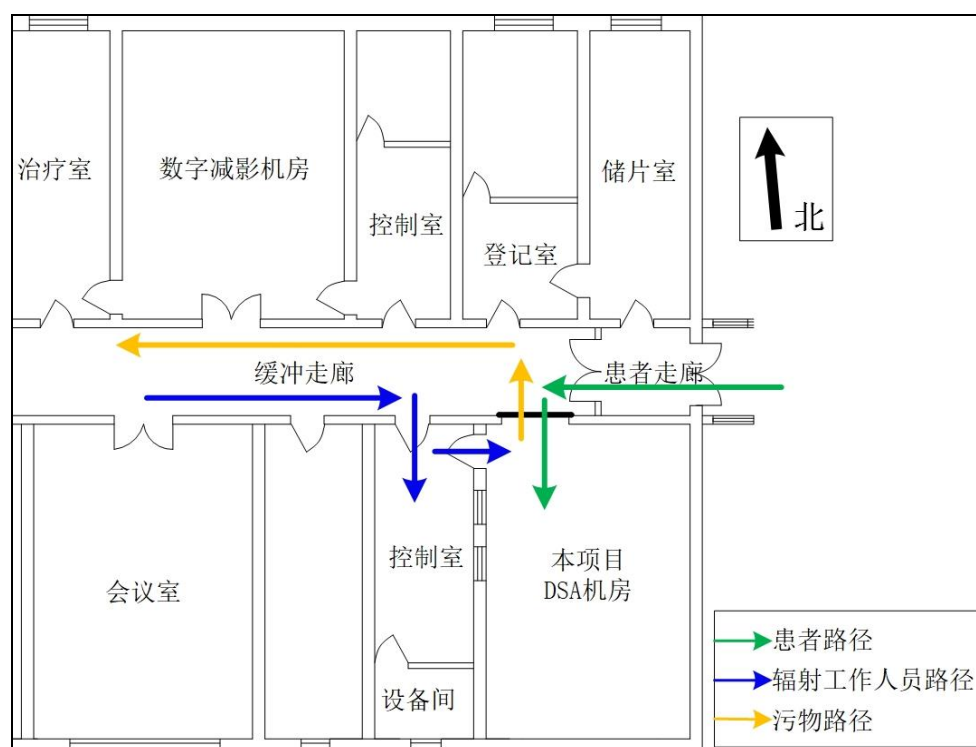 治疗室
数字减影机房
控制室
登记室
储片室
北
缓冲走廊
患者走廊
会议室
控制室
设备间
本项目
DSA机房
患者路径
辐射工作人员路径
污物路径